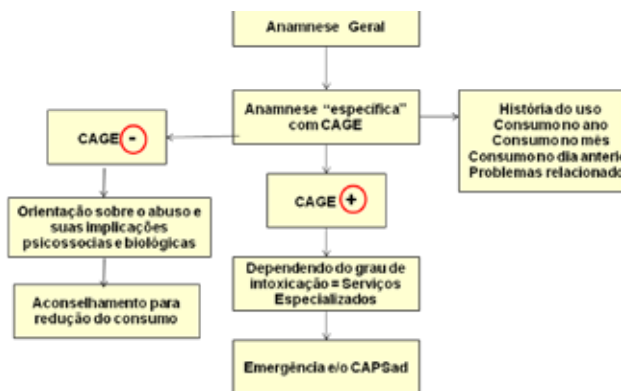 Anamnese Geral
Anamnese “específica”
com CAGE
História do uso
Consumo no ano
Consumo no mês
Consumo no dia anterio
Problemas relacionado
CAGE -
CAGE +
Orientação sobre o abuso e
suas implicações
psicossocias e biológicas
Dependendo do grau de
intoxicação = Serviços
Especializados
Aconselhamento para
redução do consumo
Emergência e/o CAPSad